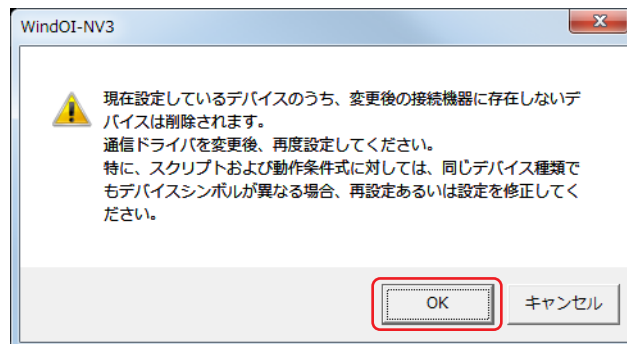 WindOI-NV3
現在設定しているデバイスのうち、変更後の接続機器に存在しないデ
バイスは削除されます。
通信ドライバを変更後、再度設定してください。
特に、スクリプトおよび動作条件式に対しては、同じデバイス種類で
もデバイスシンボルが異なる場合、再設定あるいは設定を修正してく
ださい。
OK
キャンセル